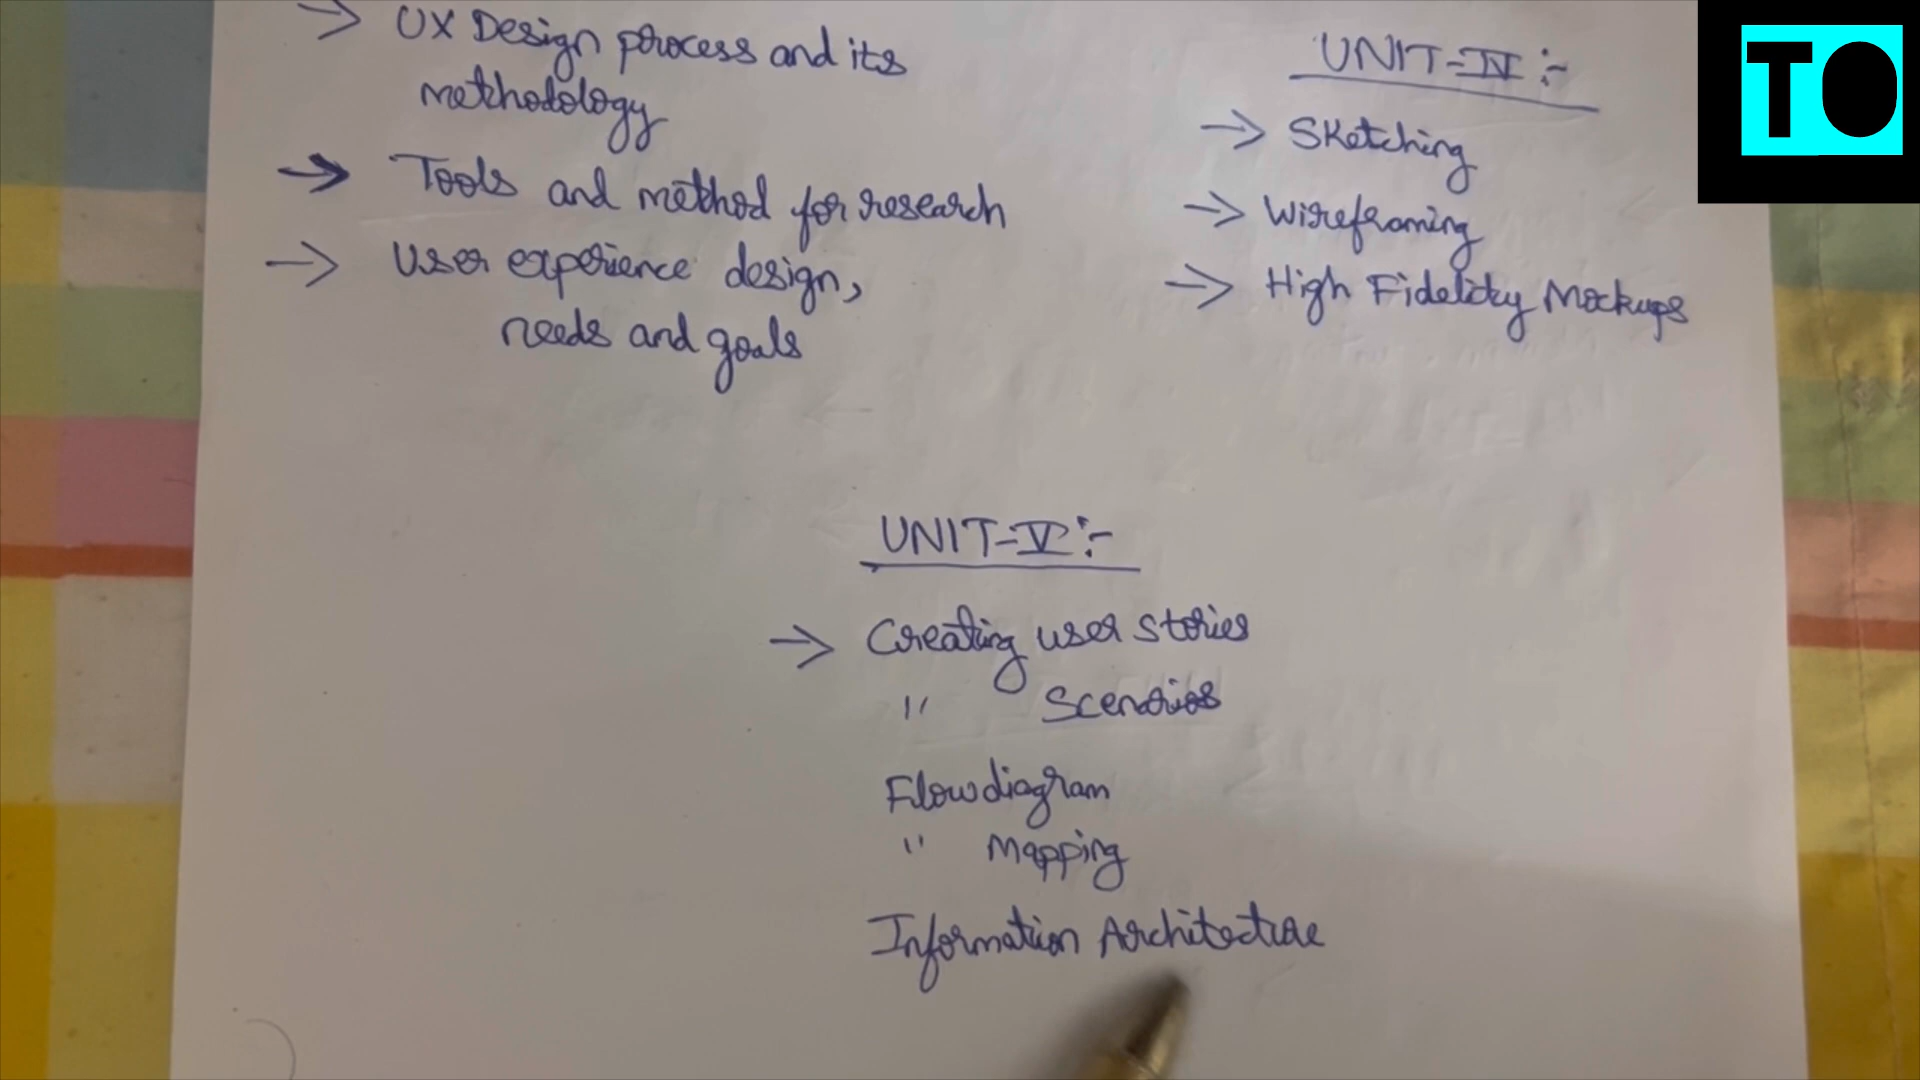 → UX Design process and its
methodology
→ Tools and method for research
→ User experience design,
needs and goals
UNIT-IV :-
→ Sketching
→ Wireframing
→ High Fidelity Mockups
TO
UNIT-V :-
→ Creating user stories
" Scenarios
Flow diagram
" Mapping
Information Architecture